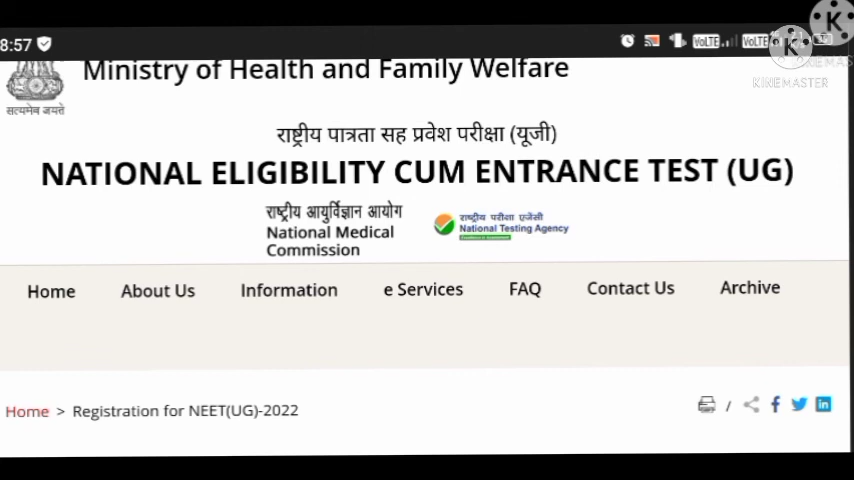 8:57
VoLTE VoLTE
KINEMASTER
Ministry of Health and Family Welfare
सत्यमेव जयते
राष्ट्रीय पात्रता सह प्रवेश परीक्षा (यूजी)
NATIONAL ELIGIBILITY CUM ENTRANCE TEST (UG)
राष्ट्रीय आयुर्विज्ञान आयोग
National Medical
Commission
राष्ट्रीय परीक्षा एजेंसी
National Testing Agency
Home About Us Information e Services FAQ Contact Us Archive
Home > Registration for NEET(UG)-2022